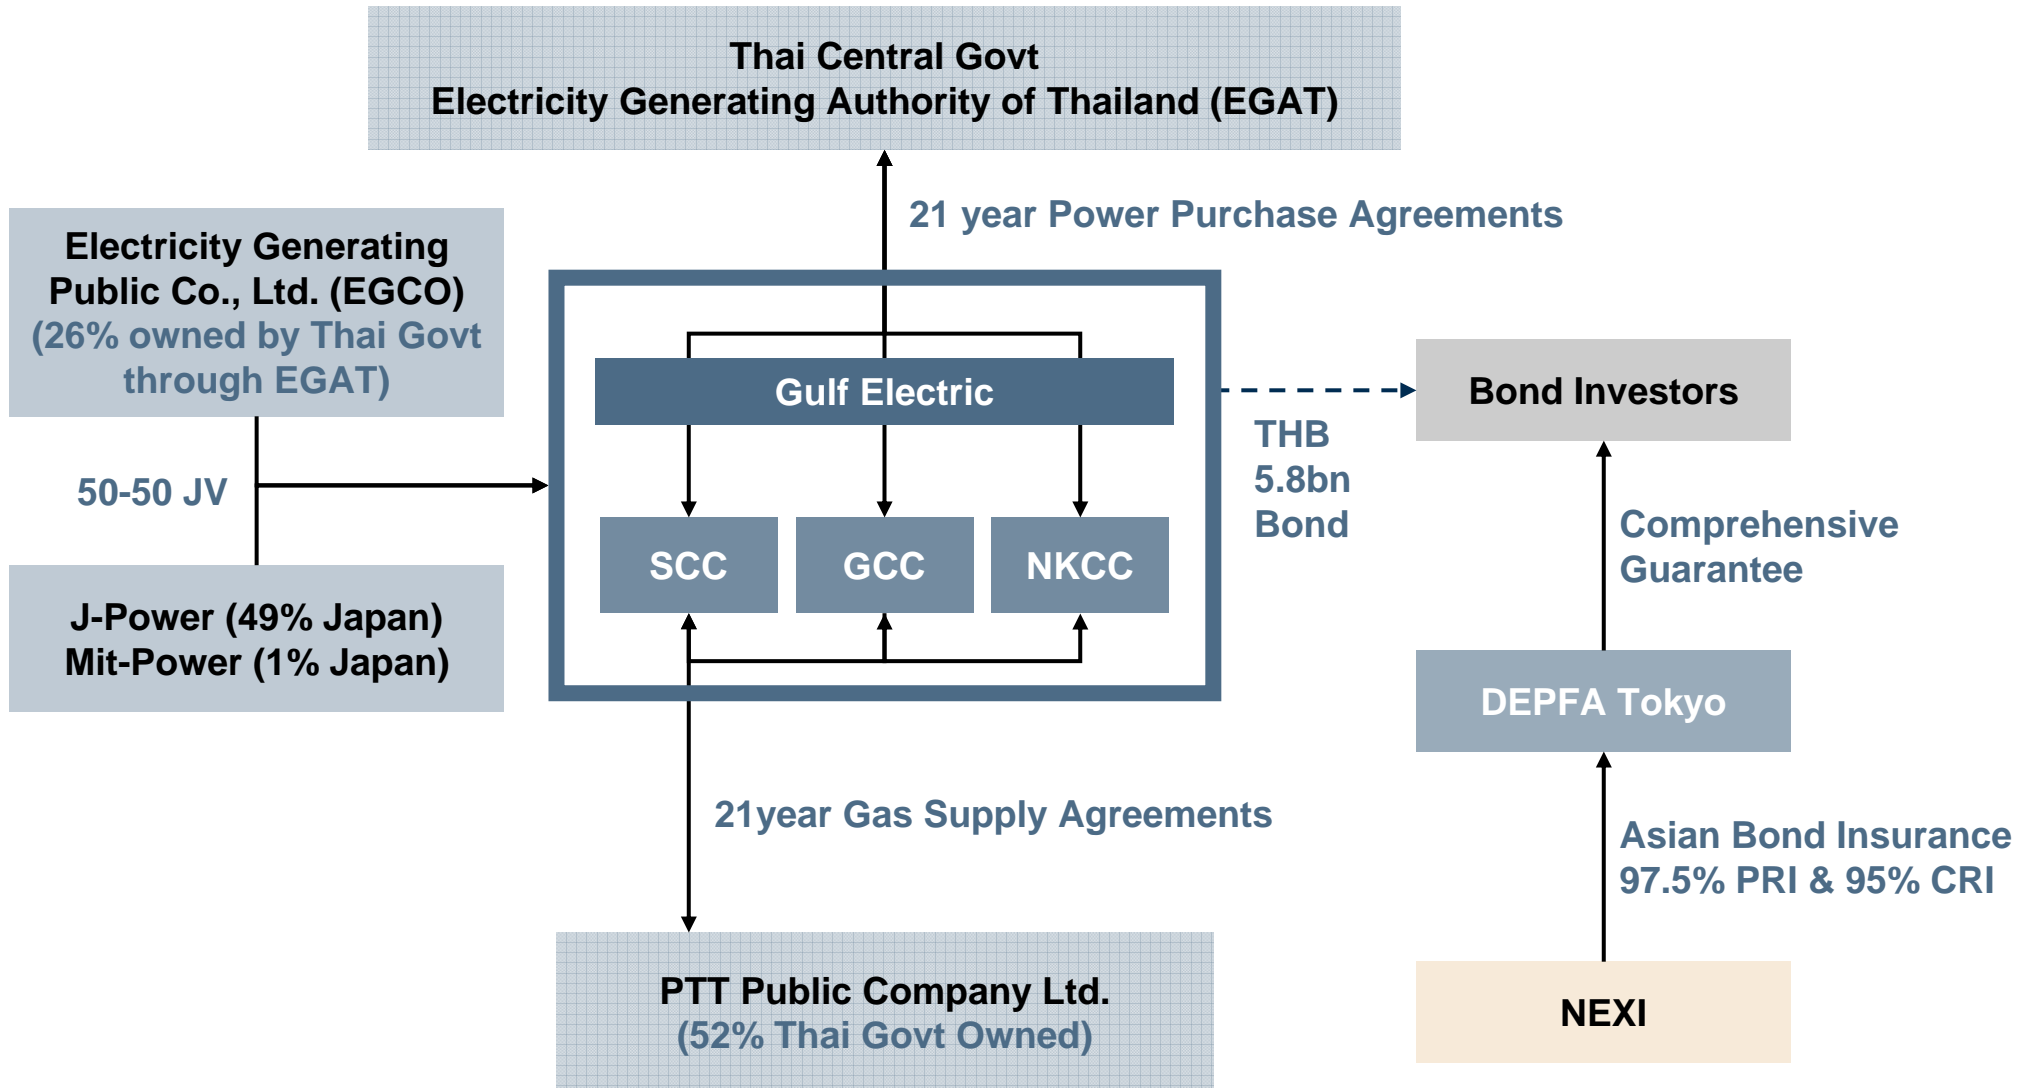 Thai Central Govt
Electricity Generating Authority of Thailand (EGAT)
21 year Power Purchase Agreements
Electricity Generating
Public Co., Ltd. (EGCO)
(26% owned by Thai Govt
through EGAT)
50-50 JV
J-Power (49% Japan)
Mit-Power (1% Japan)
Gulf Electric
SCC
GCC
NKCC
THB
5.8bn
Bond
Bond Investors
Comprehensive
Guarantee
DEPFA Tokyo
Asian Bond Insurance
97.5% PRI & 95% CRI
NEXI
21year Gas Supply Agreements
PTT Public Company Ltd.
(52% Thai Govt Owned)